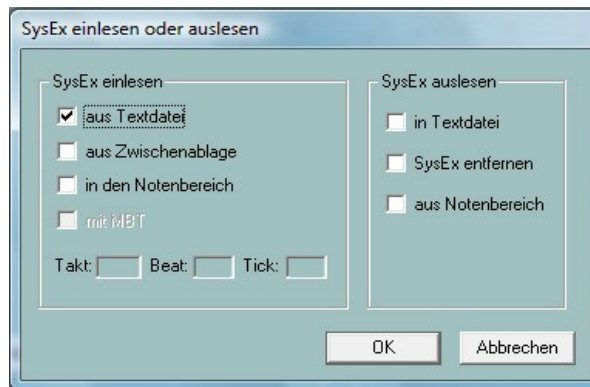 SysEx einlesen oder auslesen
SysEx einlesen
aus Textdatei
aus Zwischenablage
in den Notenbereich
mit MBT
Takt: Beat: Tick:
SysEx auslesen
in Textdatei
SysEx entfernen
aus Notenbereich
OK Abbrechen